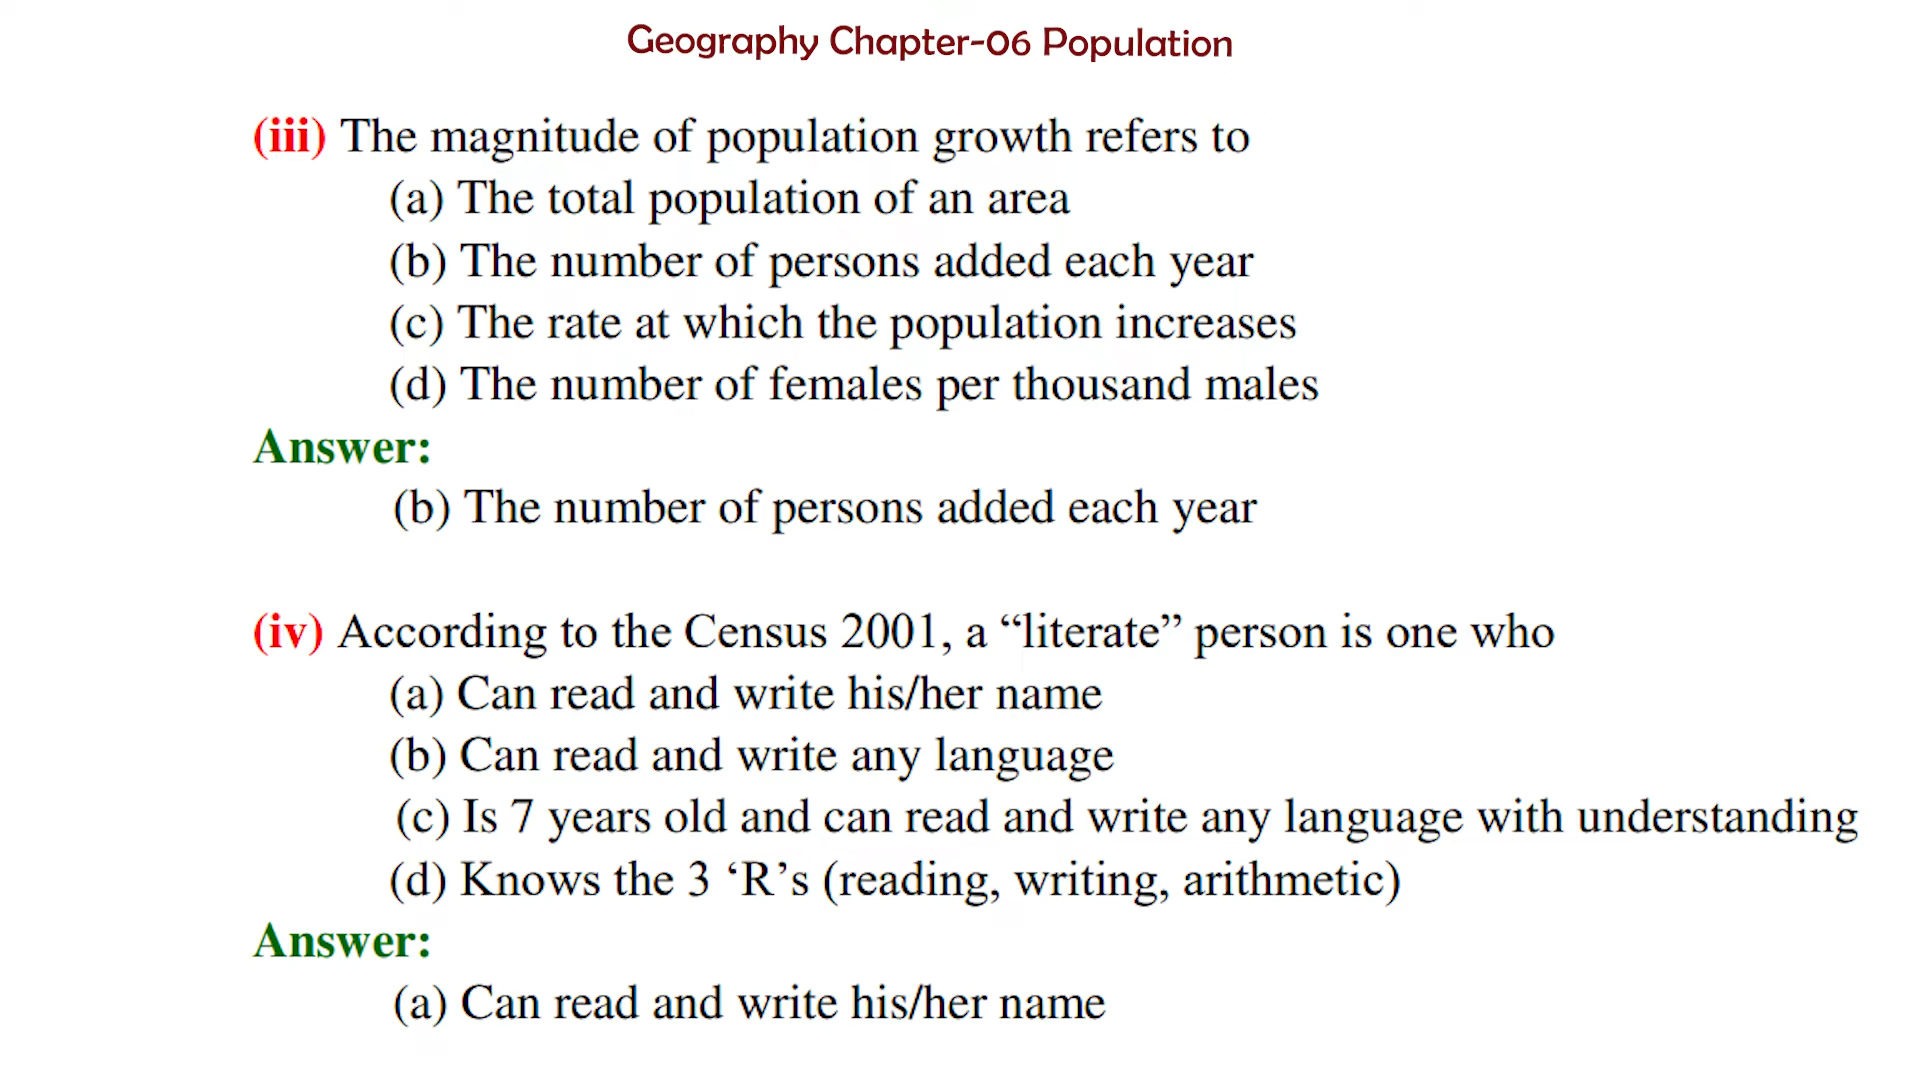 Geography Chapter-06 Population
(iii) The magnitude of population growth refers to
(a) The total population of an area
(b) The number of persons added each year
(c) The rate at which the population increases
(d) The number of females per thousand males
Answer:
(b) The number of persons added each year
(iv) According to the Census 2001, a “literate” person is one who
(a) Can read and write his/her name
(b) Can read and write any language
(c) Is 7 years old and can read and write any language with understanding
(d) Knows the 3 ‘R’s (reading, writing, arithmetic)
Answer:
(a) Can read and write his/her name